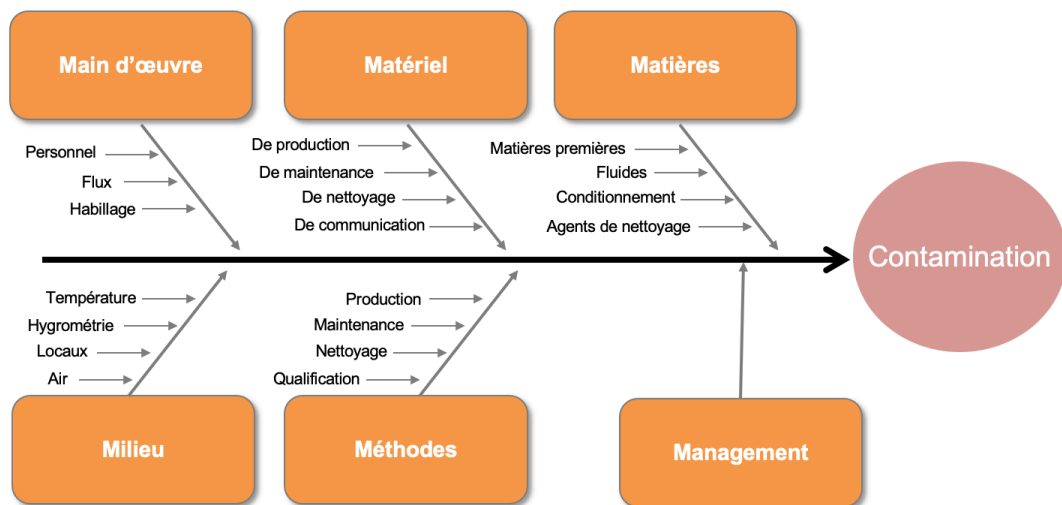 Main d’œuvre
Matériel
Matières
Personnel
Flux
Habillage
De production
De maintenance
De nettoyage
De communication
Matières premières
Fluides
Conditionnement
Agents de nettoyage
Contamination
Température
Hygrométrie
Locaux
Air
Production
Maintenance
Nettoyage
Qualification
Milieu
Méthodes
Management